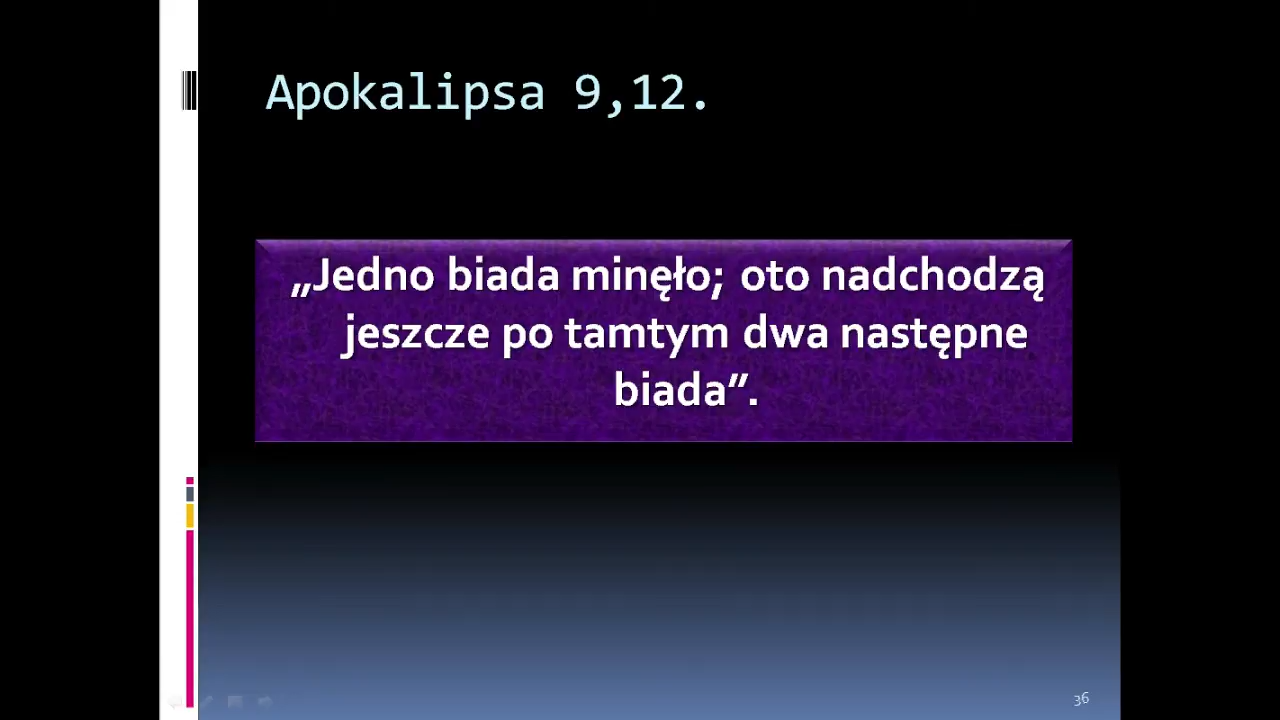 Apokalipsa 9,12.
„Jedno biada minęło; oto nadchodzą
jeszcze po tamtym dwa następne
biada”.
36